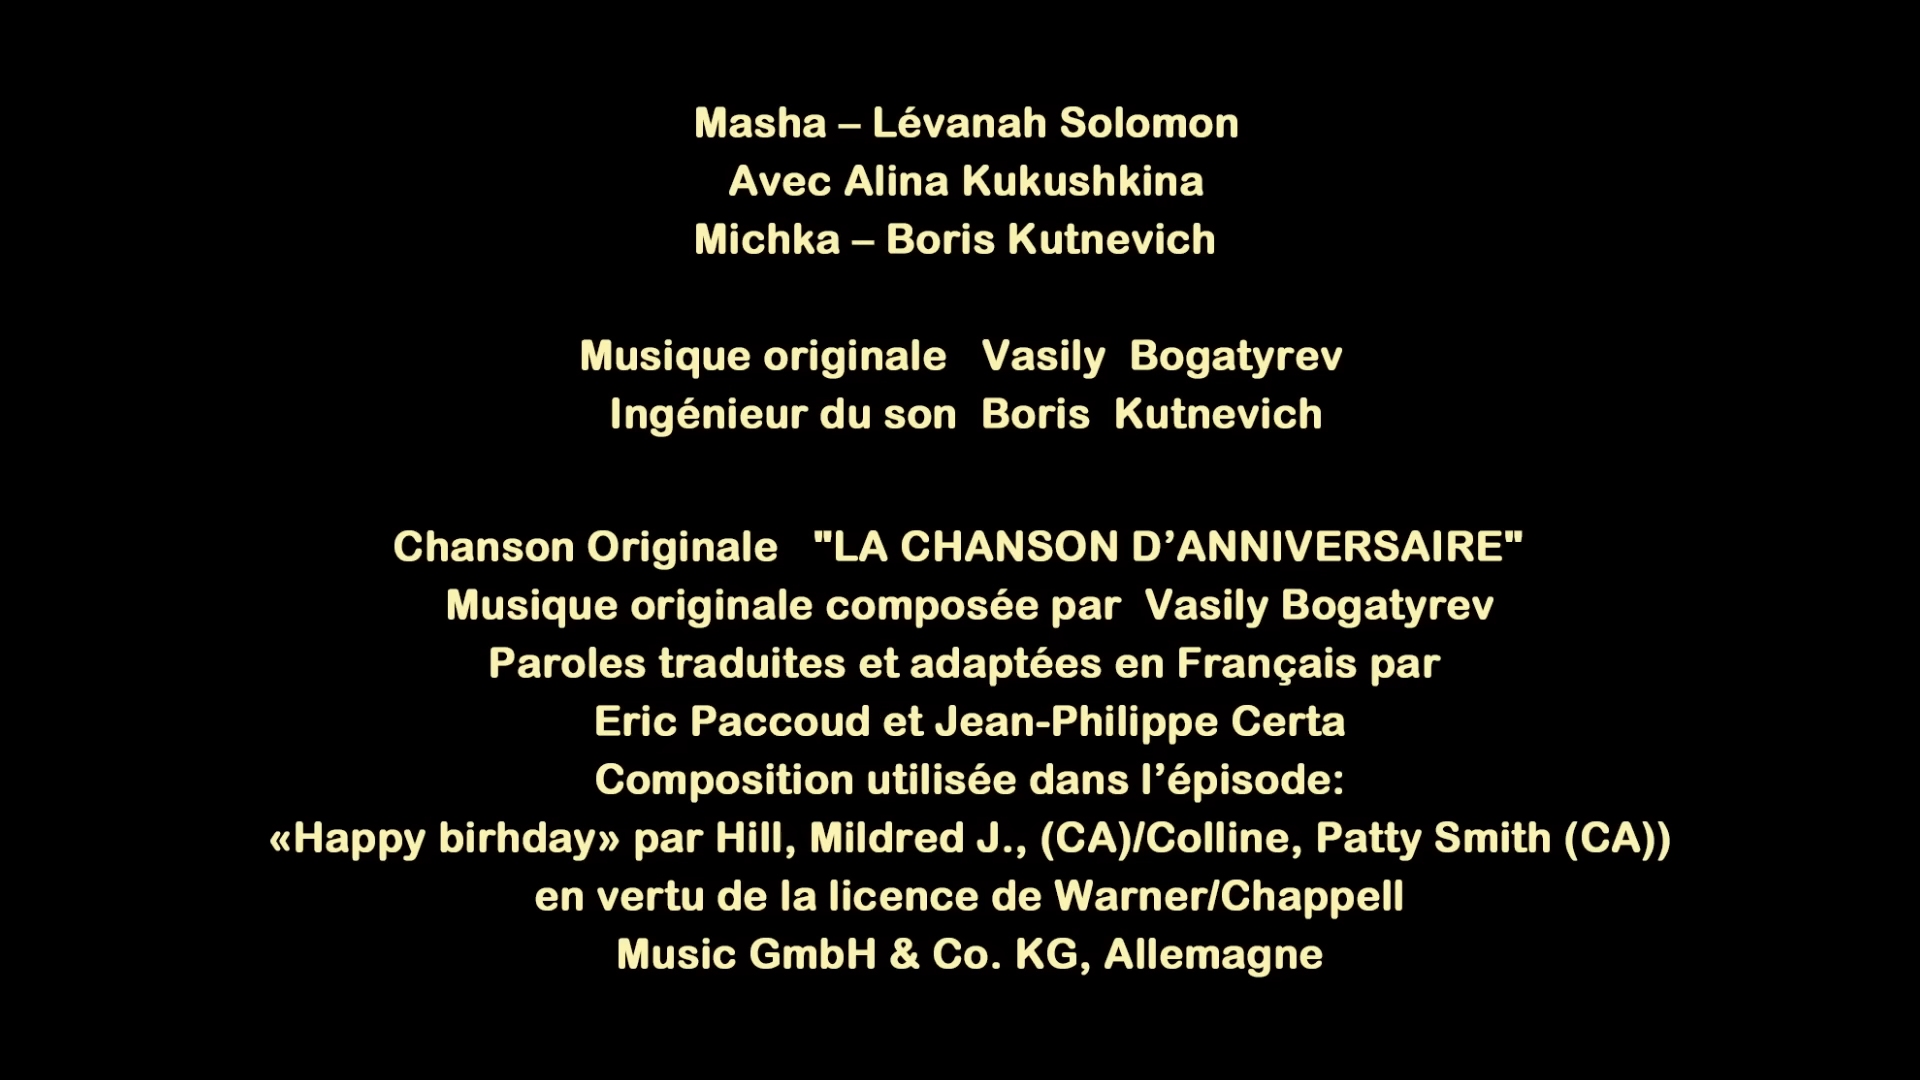 Masha – Lévanah Solomon
Avec Alina Kukushkina
Michka – Boris Kutnevich
Musique originale Vasily Bogatyrev
Ingénieur du son Boris Kutnevich
Chanson Originale "LA CHANSON D’ANNIVERSAIRE"
Musique originale composée par Vasily Bogatyrev
Paroles traduites et adaptées en Français par
Eric Paccoud et Jean-Philippe Certa
Composition utilisée dans l’épisode:
«Happy birhday» par Hill, Mildred J., (CA)/Colline, Patty Smith (CA))
en vertu de la licence de Warner/Chappell
Music GmbH & Co. KG, Allemagne